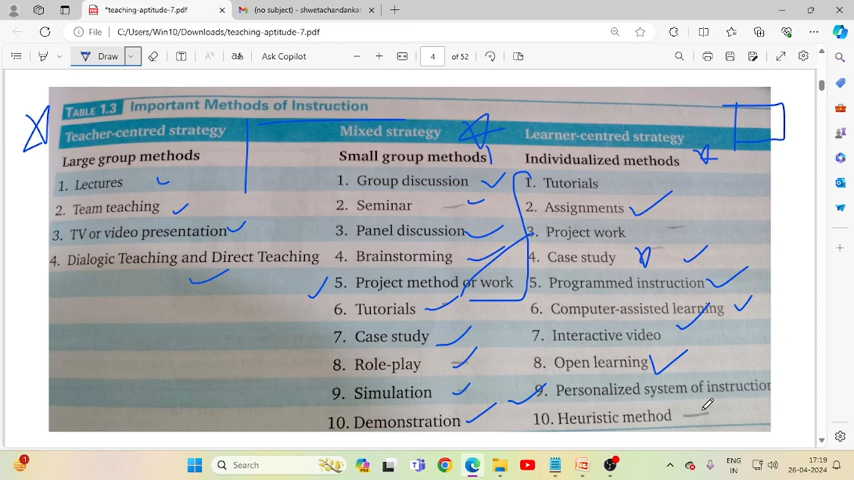 *teaching-aptitude-7.pdf
(no subject) - shwetachandankar
File
C:/Users/Win10/Downloads/teaching-aptitude-7.pdf
Draw
Ask Copilot
4
of 52
TABLE 1.3 Important Methods of Instruction
Teacher-centred strategy
Large group methods
1. Lectures
2. Team teaching
3. TV or video presentation
4. Dialogic Teaching and Direct Teaching
Mixed strategy
Small group methods
1. Group discussion
2. Seminar
3. Panel discussion
4. Brainstorming
5. Project method or work
6. Tutorials
7. Case study
8. Role-play
9. Simulation
10. Demonstration
Learner-centred strategy
Individualized methods
1. Tutorials
2. Assignments
3. Project work
4. Case study
5. Programmed instruction
6. Computer-assisted learning
7. Interactive video
8. Open learning
9. Personalized system of instruction
10. Heuristic method
1
Search
ENG
IN
17:19
26-04-2024